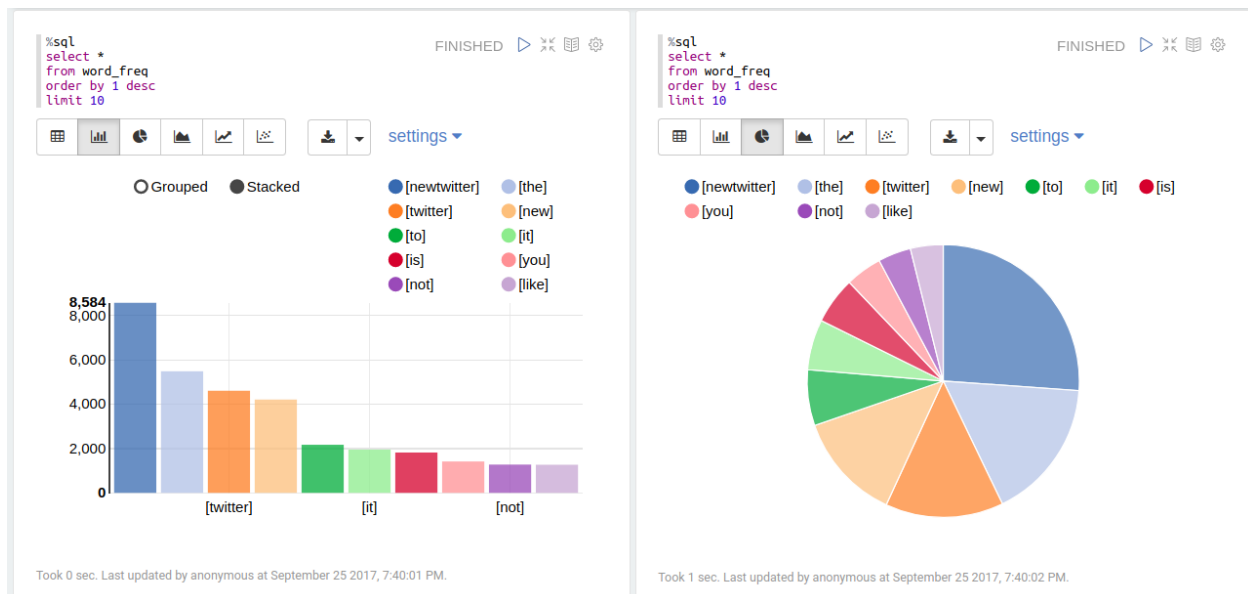 %sql
select *
from word_freq
order by 1 desc
limit 10
FINISHED
settings
Grouped Stacked
[newtwitter] [the]
[twitter] [new]
[to] [it]
[is] [you]
[not] [like]
8,584
8,000
6,000
4,000
2,000
0
[twitter] [it] [not]
Took 0 sec. Last updated by anonymous at September 25 2017, 7:40:01 PM.
%sql
select *
from word_freq
order by 1 desc
limit 10
FINISHED
settings
[newtwitter] [the] [twitter] [new] [to] [it] [is]
[you] [not] [like]
Took 1 sec. Last updated by anonymous at September 25 2017, 7:40:02 PM.